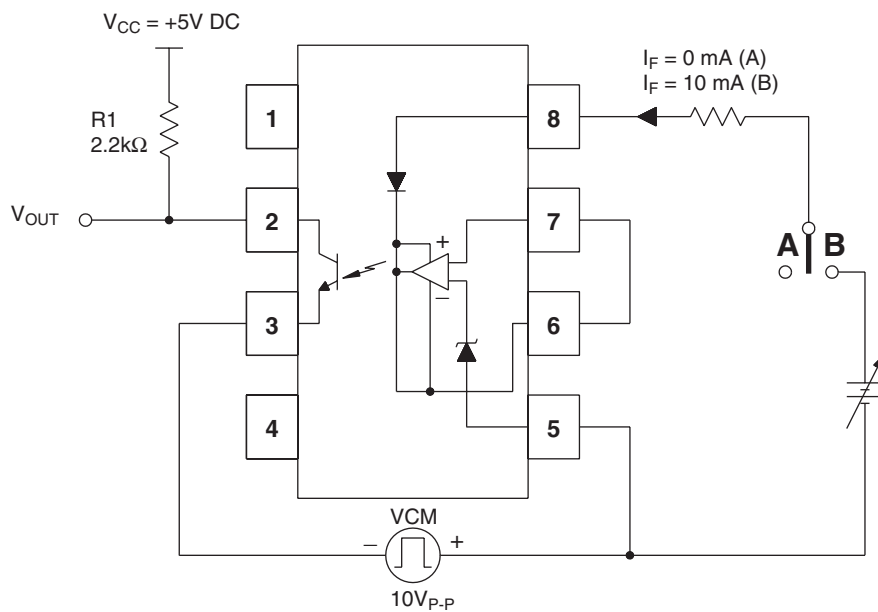 V_CC = +5V DC
I_F = 0 mA (A)
I_F = 10 mA (B)
R1
2.2kΩ
1
8
V_OUT
2
7
+
A
B
–
3
6
4
5
VCM
–
+
10V_P-P